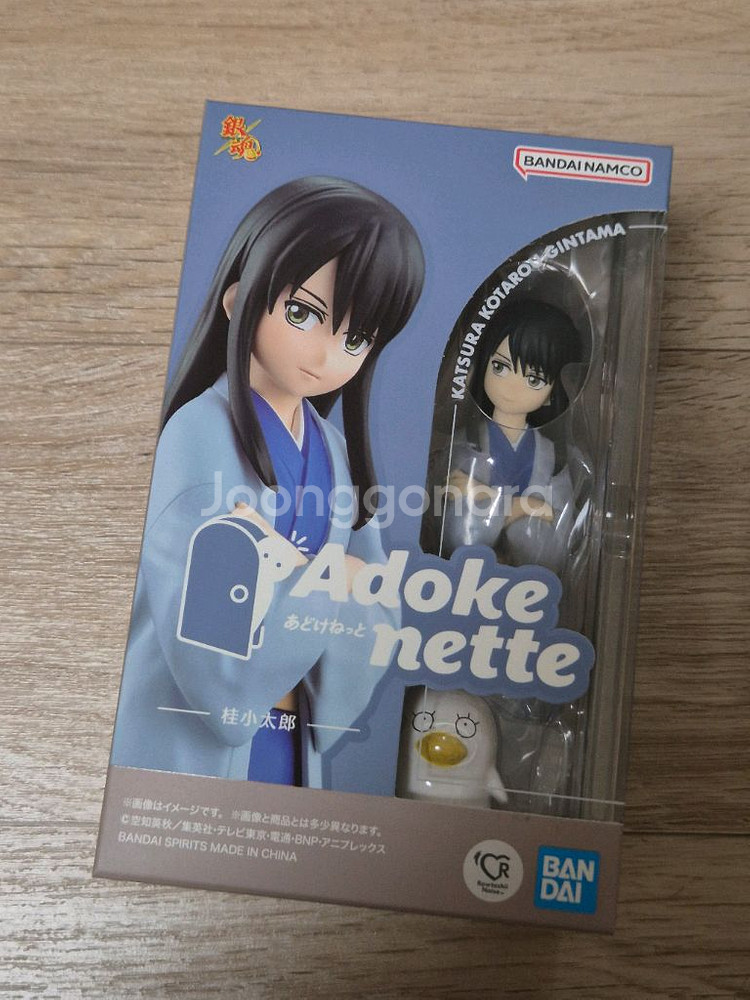 銀魂
BANDAI NAMCO
KATSURA KOTAROU GINTAMA
Joonggonara
Adoke
nette
あどけねっと
桂小太郎
※画像はイメージです。 ※画像と商品とは多少異なります。
©空知英秋／集英社・テレビ東京・電通・BNP・アニプレックス
BANDAI SPIRITS MADE IN CHINA
BAN
DAI